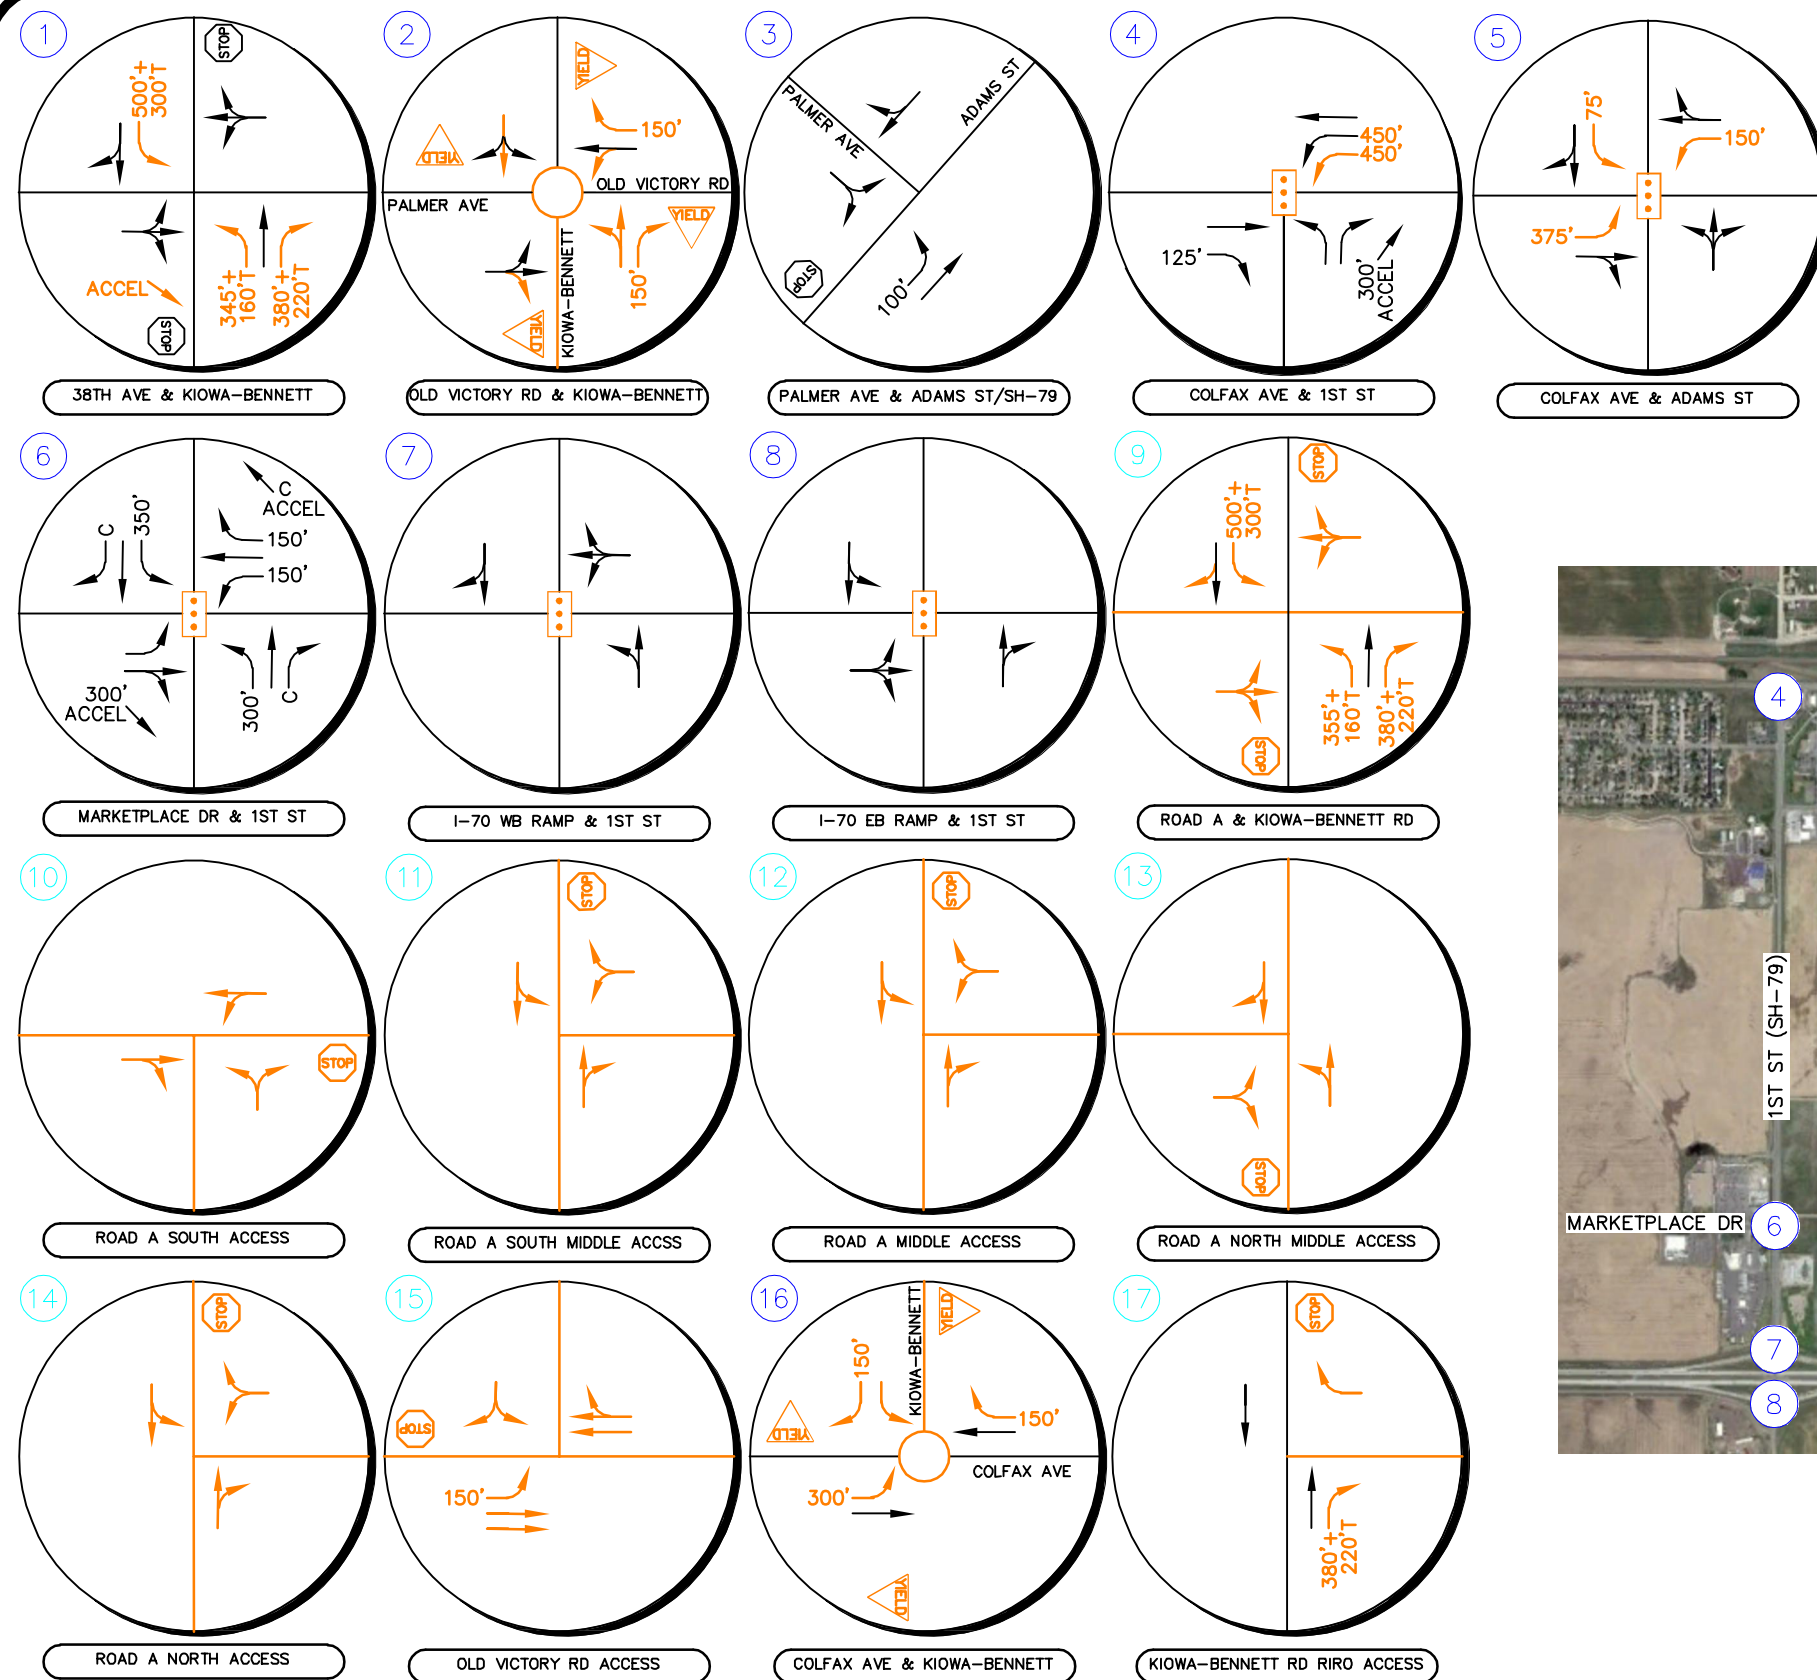 1
STOP
500'+
300'T
ACCEL
STOP
345'+
160'T
380'+
220'T
38TH AVE & KIOWA-BENNETT
2
YIELD
YIELD
150'
OLD VICTORY RD
PALMER AVE
YIELD
KIOWA-BENNETT
150'
YIELD
OLD VICTORY RD & KIOWA-BENNETT
3
PALMER AVE
ADAMS ST
STOP
100'
PALMER AVE & ADAMS ST/SH-79
4
450'
450'
125'
300'
ACCEL
COLFAX AVE & 1ST ST
5
75'
150'
375'
COLFAX AVE & ADAMS ST
6
C
ACCEL
C
350'
150'
150'
300'
ACCEL
300'
C
MARKETPLACE DR & 1ST ST
7
I-70 WB RAMP & 1ST ST
8
I-70 EB RAMP & 1ST ST
9
STOP
500'+
300'T
355'+
160'T
380'+
220'T
STOP
ROAD A & KIOWA-BENNETT RD
10
STOP
ROAD A SOUTH ACCESS
11
STOP
ROAD A SOUTH MIDDLE ACCSS
12
STOP
ROAD A MIDDLE ACCESS
13
STOP
ROAD A NORTH MIDDLE ACCESS
14
STOP
ROAD A NORTH ACCESS
15
STOP
150'
OLD VICTORY RD ACCESS
16
KIOWA-BENNETT
YIELD
150'
YIELD
150'
COLFAX AVE
300'
YIELD
COLFAX AVE & KIOWA-BENNETT
17
STOP
380'+
220'T
KIOWA-BENNETT RD RIRO ACCESS
4
1ST ST (SH-79)
MARKETPLACE DR
6
7
8